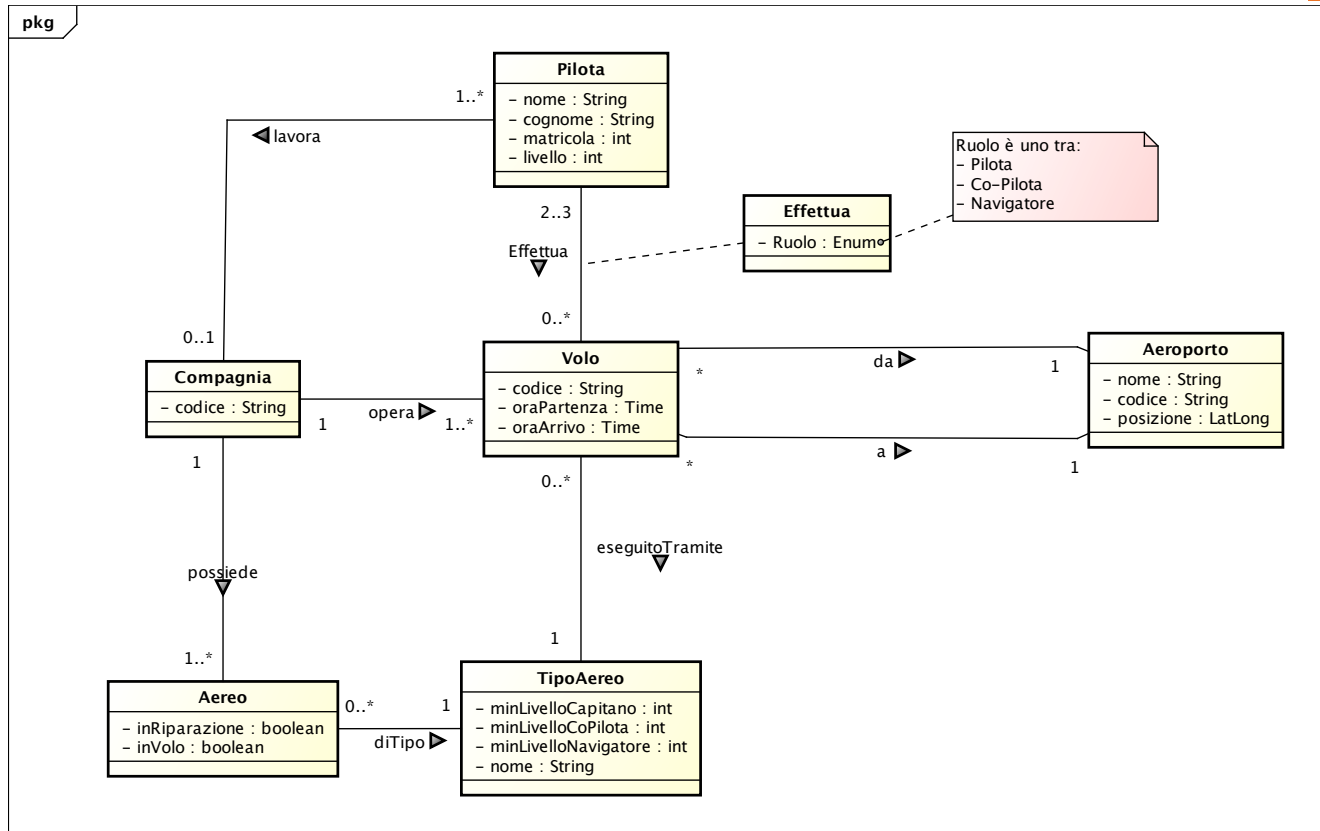 pkg
Pilota
- nome : String
- cognome : String
- matricola : int
- livello : int
1..*
lavora
Ruolo è uno tra:
- Pilota
- Co-Pilota
- Navigatore
2..3
Effettua
- Ruolo : Enum
Effettua
0..*
0..1
Compagnia
- codice : String
1
opera
1..*
Volo
- codice : String
- oraPartenza : Time
- oraArrivo : Time
*
da
1
Aeroporto
- nome : String
- codice : String
- posizione : LatLong
*
a
1
1
0..*
possiede
eseguitoTramite
1..*
1
Aereo
- inRiparazione : boolean
- inVolo : boolean
0..*
1
diTipo
TipoAereo
- minLivelloCapitano : int
- minLivelloCoPilota : int
- minLivelloNavigatore : int
- nome : String